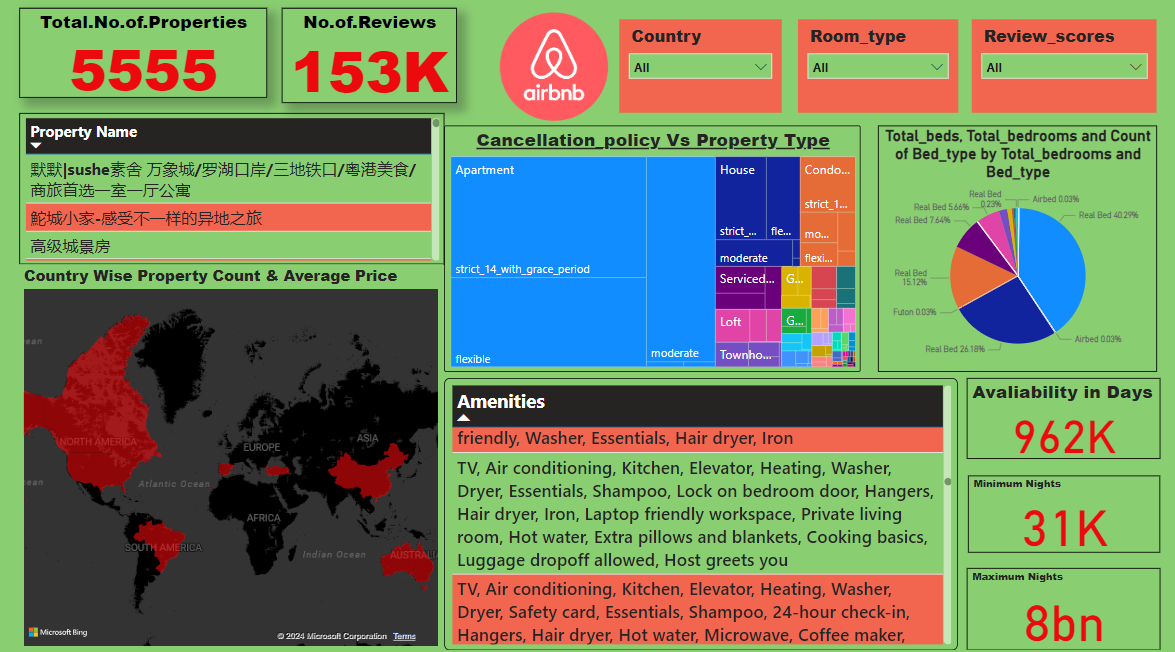 Total.No.of.Properties
5555
No.of.Reviews
153K
airbnb
Country
All
Room_type
All
Review_scores
All
Property Name
默默|sushe素舍 万象城/罗湖口岸/三地铁口/粤港美食/
商旅首选一室一厅公寓
鮀城小家-感受不一样的异地之旅
高级城景房
Country Wise Property Count & Average Price
ean
NORTH AMERICA
EUROPE
ASIA
ean
Atlantic Ocean
AFRICA
SOUTH AMERICA
Indian Ocean
AUSTRALIA
Microsoft Bing
© 2024 Microsoft Corporation Terms
Cancellation_policy Vs Property Type
Apartment
strict_14_with_grace_period
flexible
moderate
House
strict_...
fle...
moderate
Condo...
strict_1...
mo...
flexi...
Serviced...
G...
Loft
G...
Townho...
Total_beds, Total_bedrooms and Count
of Bed_type by Total_bedrooms and
Bed_type
Real Bed
0.23%
Airbed 0.03%
Real Bed 5.66%
Real Bed 40.29%
Real Bed 7.64%
Real Bed
15.12%
Futon 0.03%
Airbed 0.03%
Real Bed 26.18%
Amenities
friendly, Washer, Essentials, Hair dryer, Iron
TV, Air conditioning, Kitchen, Elevator, Heating, Washer,
Dryer, Essentials, Shampoo, Lock on bedroom door, Hangers,
Hair dryer, Iron, Laptop friendly workspace, Private living
room, Hot water, Extra pillows and blankets, Cooking basics,
Luggage dropoff allowed, Host greets you
TV, Air conditioning, Kitchen, Elevator, Heating, Washer,
Dryer, Safety card, Essentials, Shampoo, 24-hour check-in,
Hangers, Hair dryer, Hot water, Microwave, Coffee maker,
Avaliability in Days
962K
Minimum Nights
31K
Maximum Nights
8bn